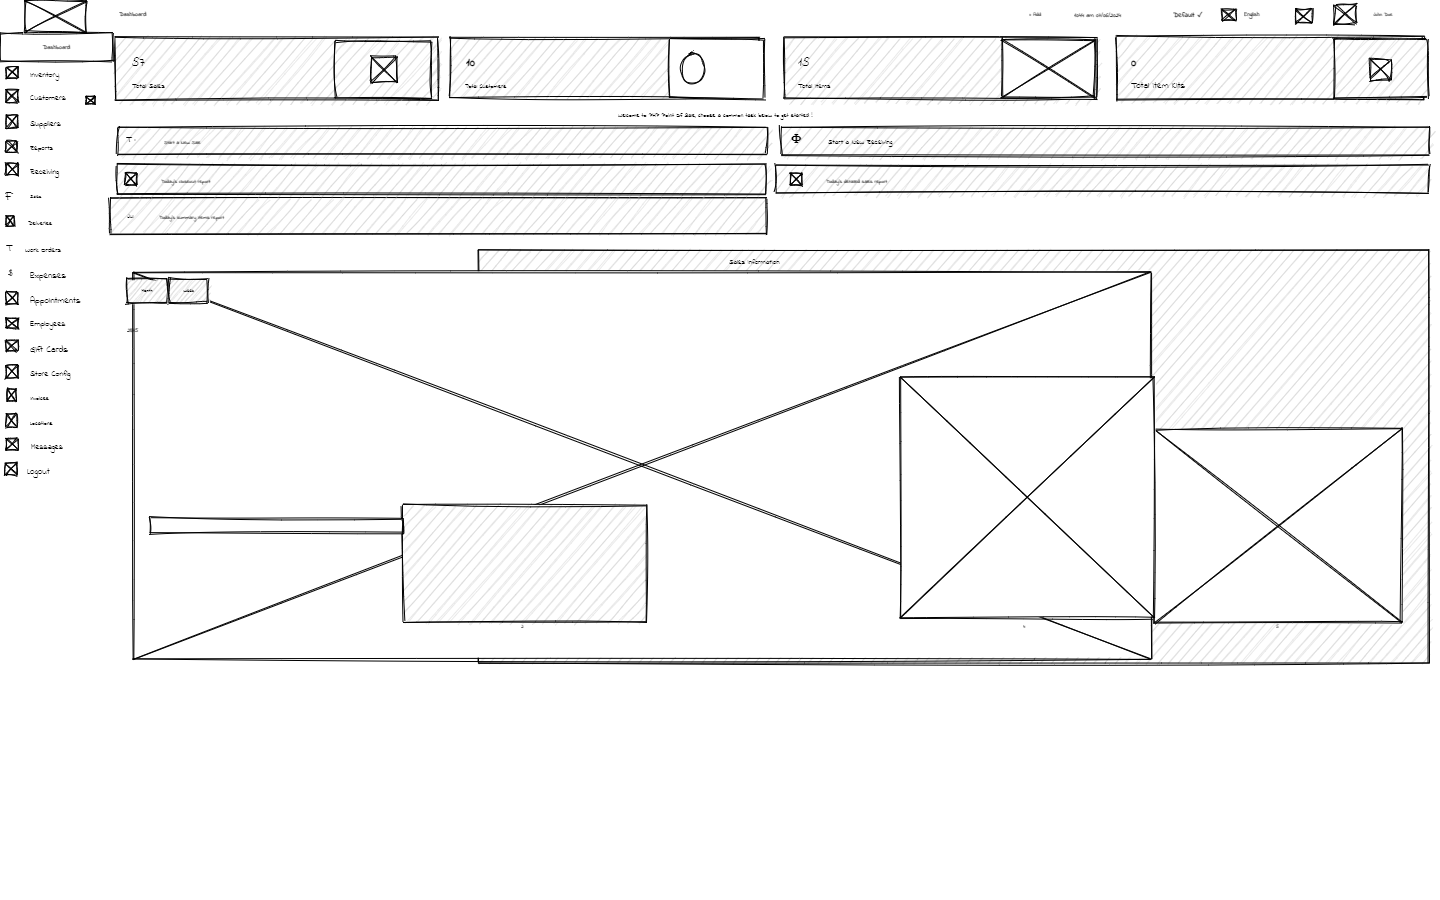 Dashboard
+ Add
Default ✓
English
John Doe
Dashboard
Inventory
Customers
Suppliers
Reports
Receiving
Sales
Deliveries
Work Orders
$ Expenses
Appointments
Employees
Gift Cards
Store Config
Invoices
Locations
Messages
Logout
57
Total Sales
10
Total Customers
15
Total Items
0
Total Item Kits
Welcome to PHP Point Of Sale, choose a common task below to get started !
Start a New Sale
Start a New Receiving
Today's closeout report
Today's detailed sales report
Today's summary items report
Sales Information
Month
Week